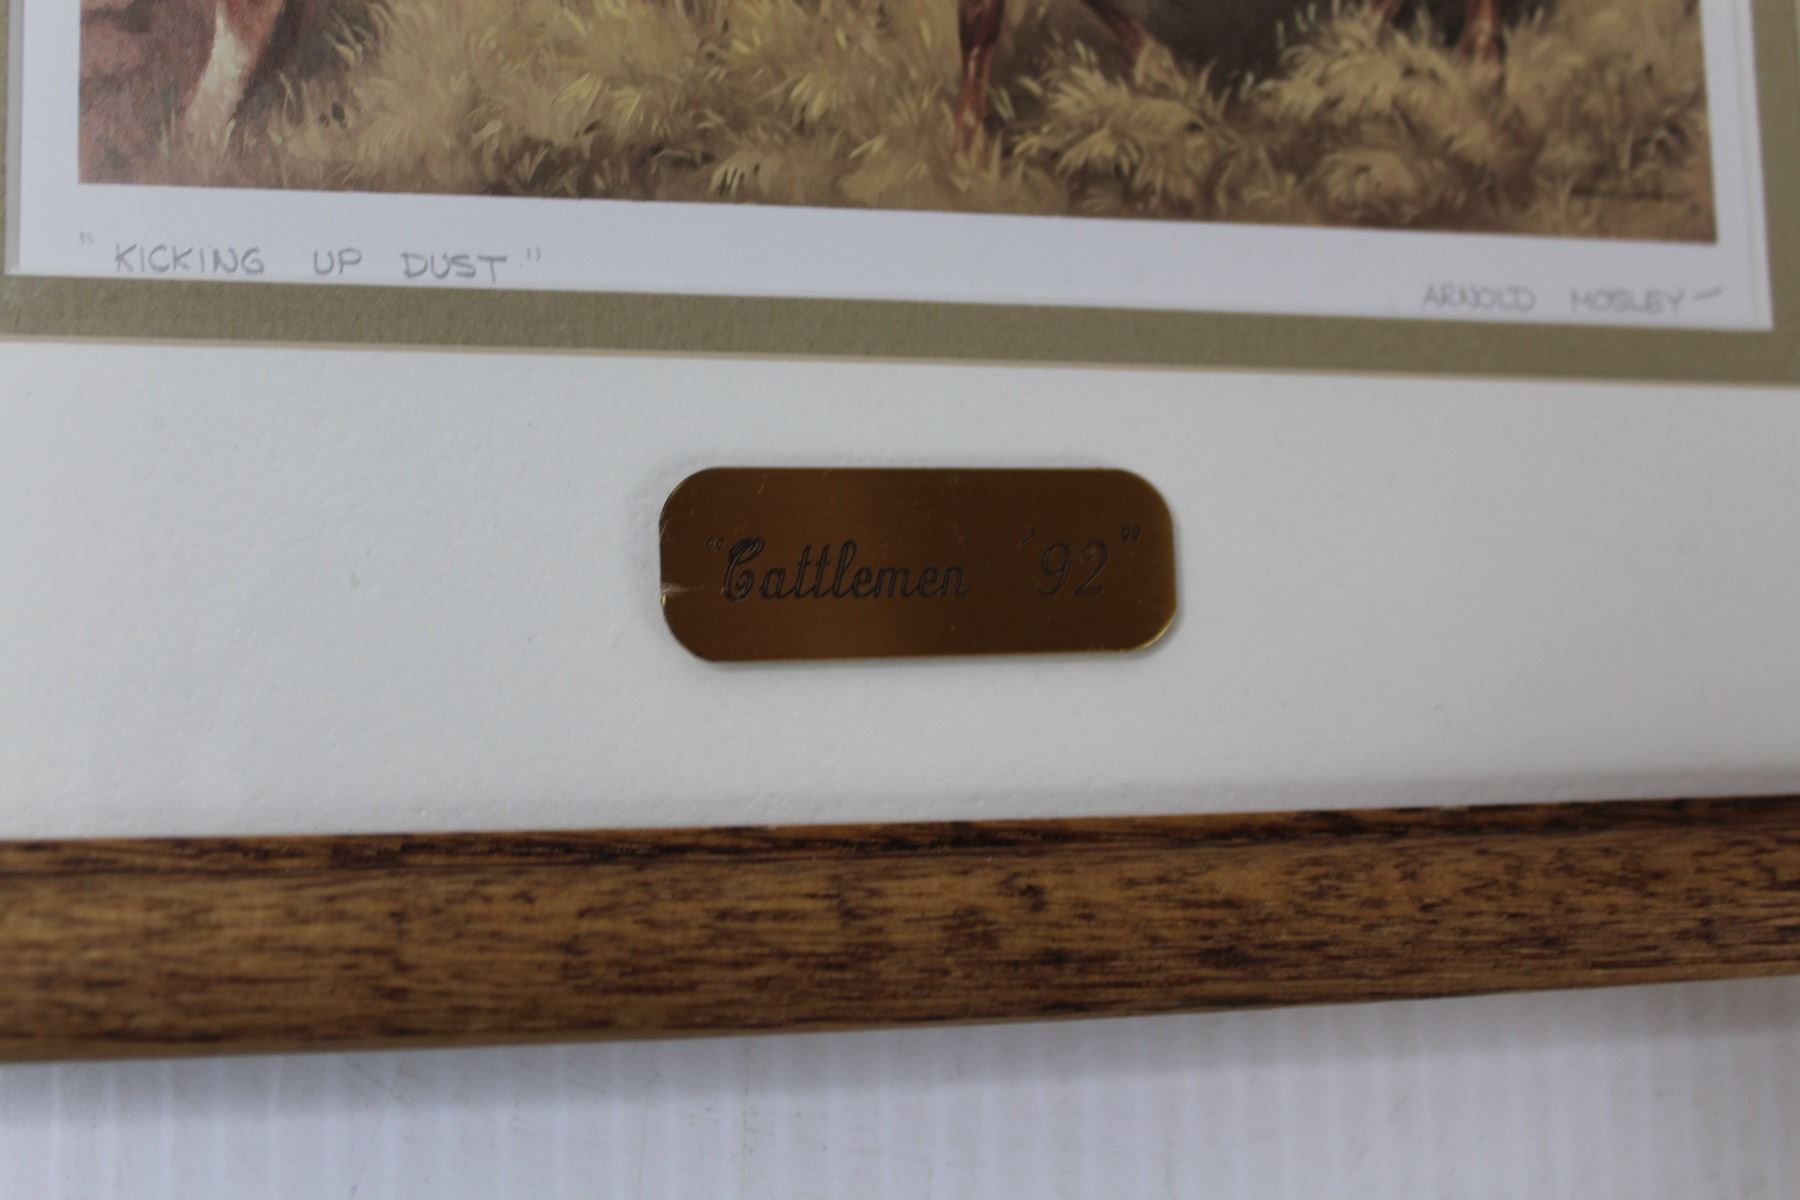 "KICKING UP DUST"
ARNOLD MOSLEY
"Cattlemen '92"